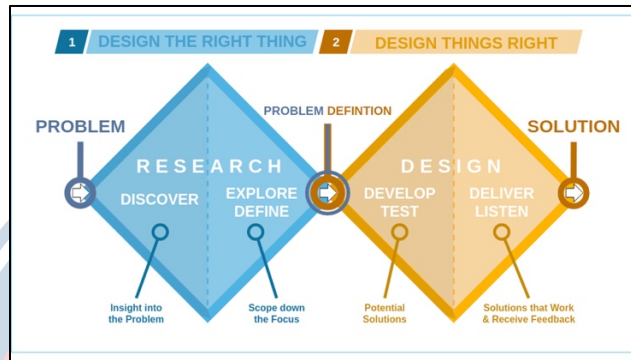 1 DESIGN THE RIGHT THING
2 DESIGN THINGS RIGHT
PROBLEM
PROBLEM DEFINTION
SOLUTION
RESEARCH
DISCOVER
EXPLORE
DEFINE
DESIGN
DEVELOP
TEST
DELIVER
LISTEN
Insight into
the Problem
Scope down
the Focus
Potential
Solutions
Solutions that Work
& Receive Feedback